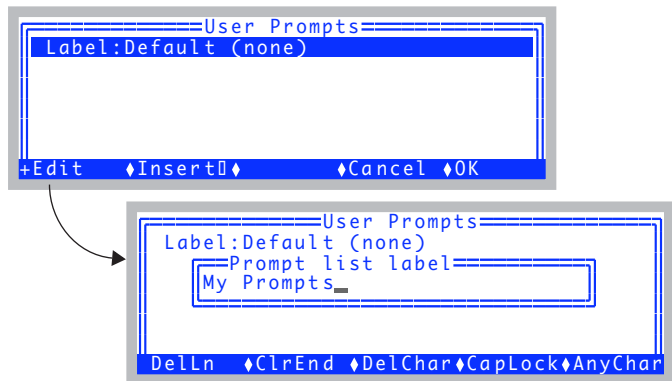 User Prompts
Label:Default (none)
+Edit ♦Insert▯♦ ♦Cancel ♦OK
User Prompts
Label:Default (none)
Prompt list label
My Prompts_
DelLn ♦ClrEnd ♦DelChar♦CapLock♦AnyChar